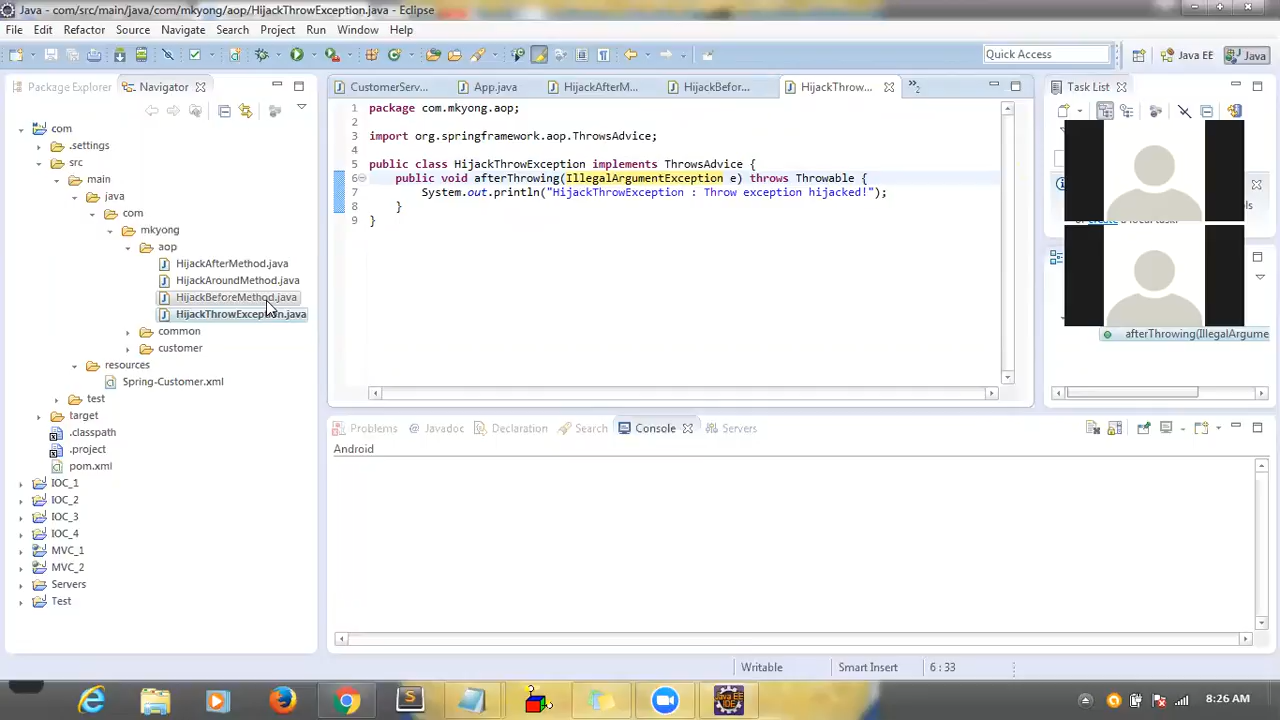 Java - com/src/main/java/com/mkyong/aop/HijackThrowException.java - Eclipse
File Edit Refactor Source Navigate Search Project Run Window Help
Quick Access
Java EE
Java
Package Explorer
Navigator
CustomerServ...
App.java
HijackAfterM...
HijackBefor...
HijackThrow...
Task List
com
.settings
src
main
java
com
mkyong
aop
HijackAfterMethod.java
HijackAroundMethod.java
HijackBeforeMethod.java
HijackThrowException.java
common
customer
resources
Spring-Customer.xml
test
target
.classpath
.project
pom.xml
IOC_1
IOC_2
IOC_3
IOC_4
MVC_1
MVC_2
Servers
Test
1 package com.mkyong.aop;
2
3 import org.springframework.aop.ThrowsAdvice;
4
5 public class HijackThrowException implements ThrowsAdvice {
6 public void afterThrowing(IllegalArgumentException e) throws Throwable {
7 System.out.println("HijackThrowException : Throw exception hijacked!");
8 }
9 }
or create a local task.
afterThrowing(IllegalArgume
Problems
Javadoc
Declaration
Search
Console
Servers
Android
Writable
Smart Insert
6 : 33
8:26 AM